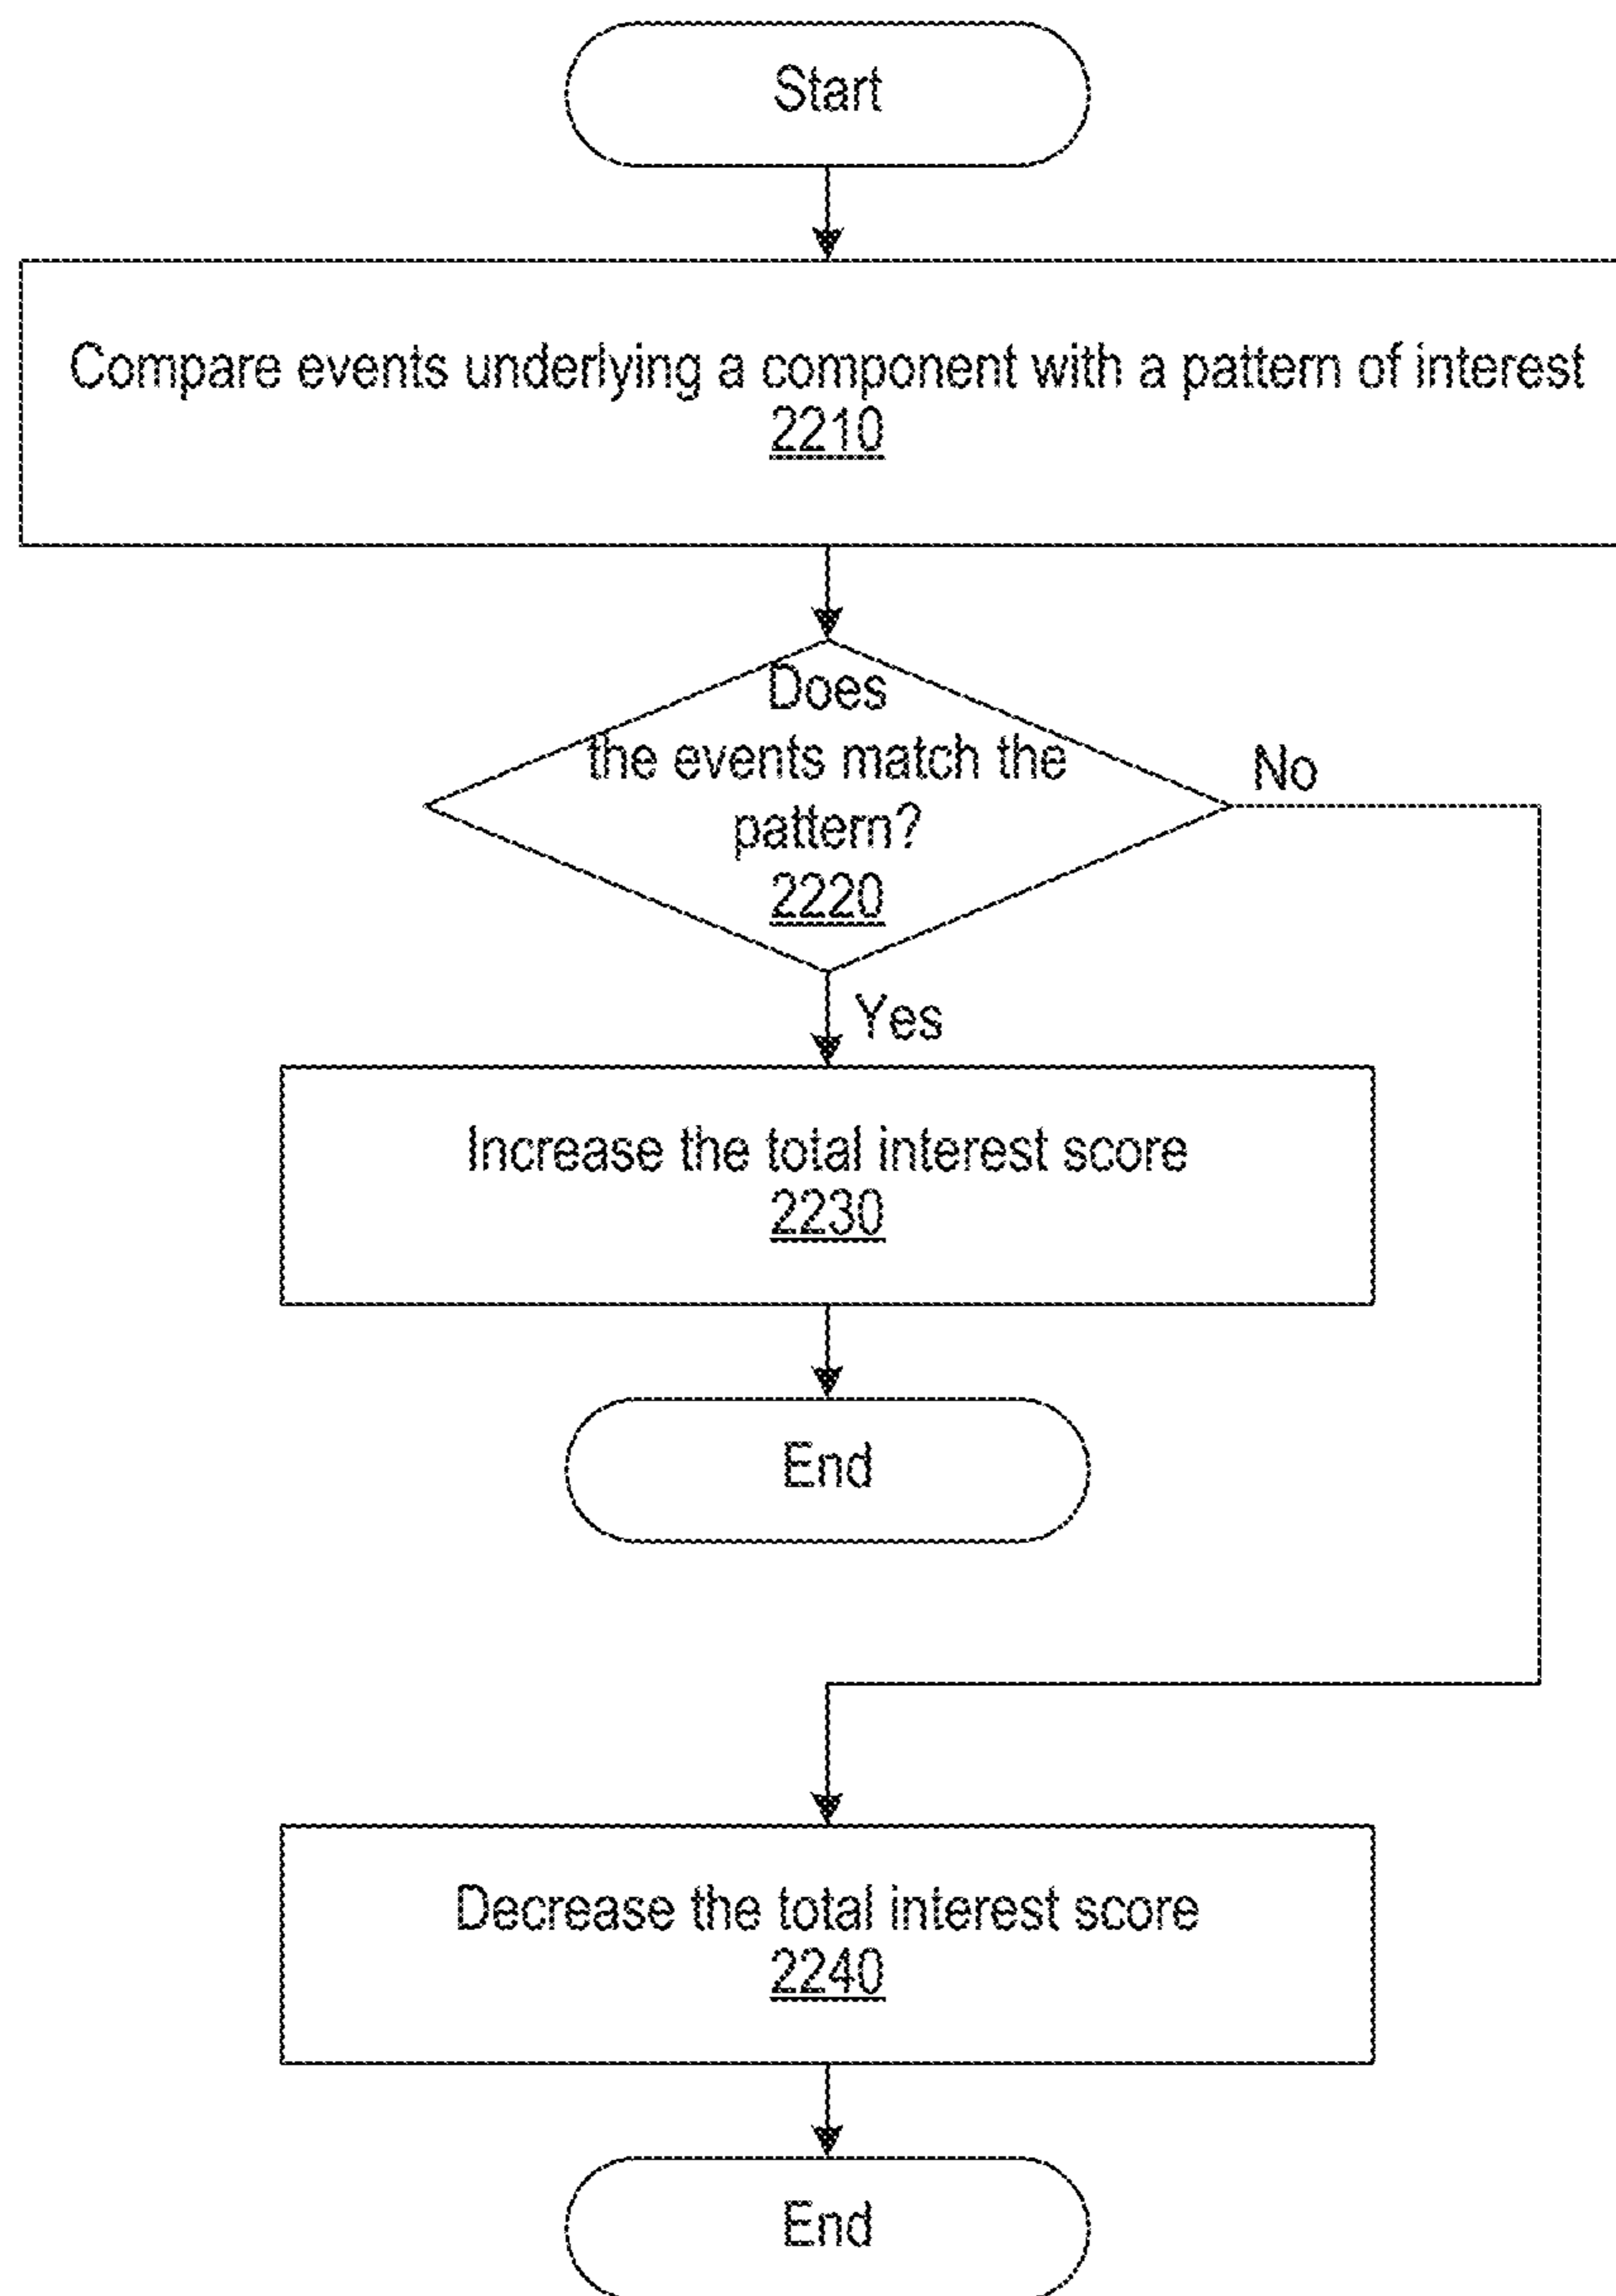 Start
Compare events underlying a component with a pattern of interest
2210
Does
the events match the
pattern?
2220
No
Yes
Increase the total interest score
2230
End
Decrease the total interest score
2240
End